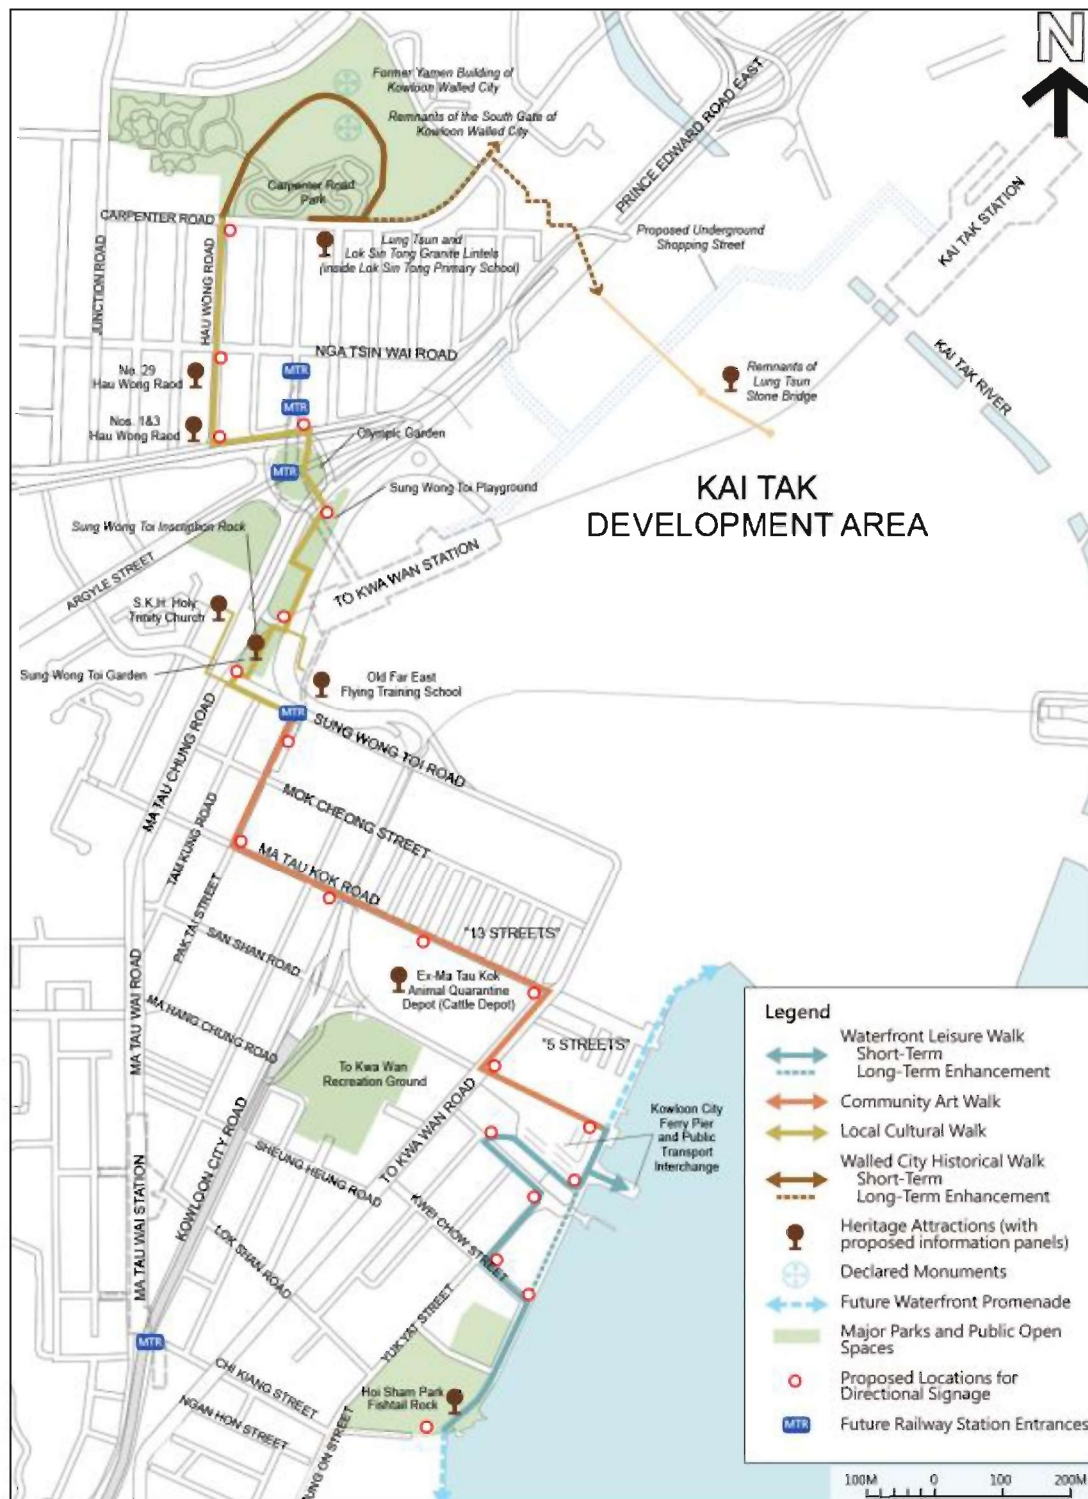 N
Former Yamen Building of
Kowloon Walled City
Remnants of the South Gate of
Kowloon Walled City
PRINCE EDWARD ROAD EAST
Carpenter Road
Park
CARPENTER ROAD
KAI TAK STATION
Proposed Underground
Shopping Street
Lung Tsun and
Lok Sin Tong Granite Lintels
(inside Lok Sin Tong Primary School)
JUNCTION ROAD
HAU WONG ROAD
NGA TSIN WAI ROAD
KAI TAK RIVER
No. 29
Hau Wong Raod
MTR
Remnants of
Lung Tsun
Stone Bridge
MTR
Nos. 1&3
Hau Wong Raod
Olympic Garden
MTR
Sung Wong Toi Playground
KAI TAK
DEVELOPMENT AREA
Sung Wong Toi Inscription Rock
ARGYLE STREET
TO KWA WAN STATION
S.K.H. Holy
Trinity Church
Sung Wong Toi Garden
Old Far East
Flying Training School
MTR
SUNG WONG TOI ROAD
MA TAU CHUNG ROAD
MOK CHEONG STREET
TAM KUNG ROAD
MA TAU KOK ROAD
PAK TAI STREET
"13 STREETS"
SAN SHAN ROAD
Ex-Ma Tau Kok
Animal Quarantine
Depot (Cattle Depot)
MA TAU WAI ROAD
MA HANG CHUNG ROAD
"5 STREETS"
To Kwa Wan
Recreation Ground
TO KWA WAN ROAD
Kowloon City
Ferry Pier
and Public
Transport
Interchange
KOWLOON CITY ROAD
SHEUNG HEUNG ROAD
KWEI CHOW STREET
MA TAU WAI STATION
LOK SHAN ROAD
YUK YAT STREET
MTR
CHI KIANG STREET
NGAN HON STREET
Hoi Sham Park
Fishtail Rock
UNG ON STREET
Legend
Waterfront Leisure Walk
Short-Term
Long-Term Enhancement
Community Art Walk
Local Cultural Walk
Walled City Historical Walk
Short-Term
Long-Term Enhancement
Heritage Attractions (with
proposed information panels)
Declared Monuments
Future Waterfront Promenade
Major Parks and Public Open
Spaces
Proposed Locations for
Directional Signage
MTR Future Railway Station Entrances
100M 0 100 200M